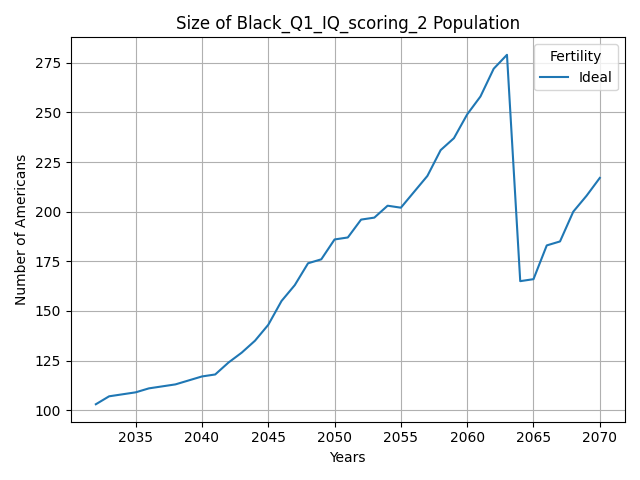 Size of Black_Q1_IQ_scoring_2 Population
Fertility
Ideal
275
250
225
200
175
150
125
100
Number of Americans
2035 2040 2045 2050 2055 2060 2065 2070
Years